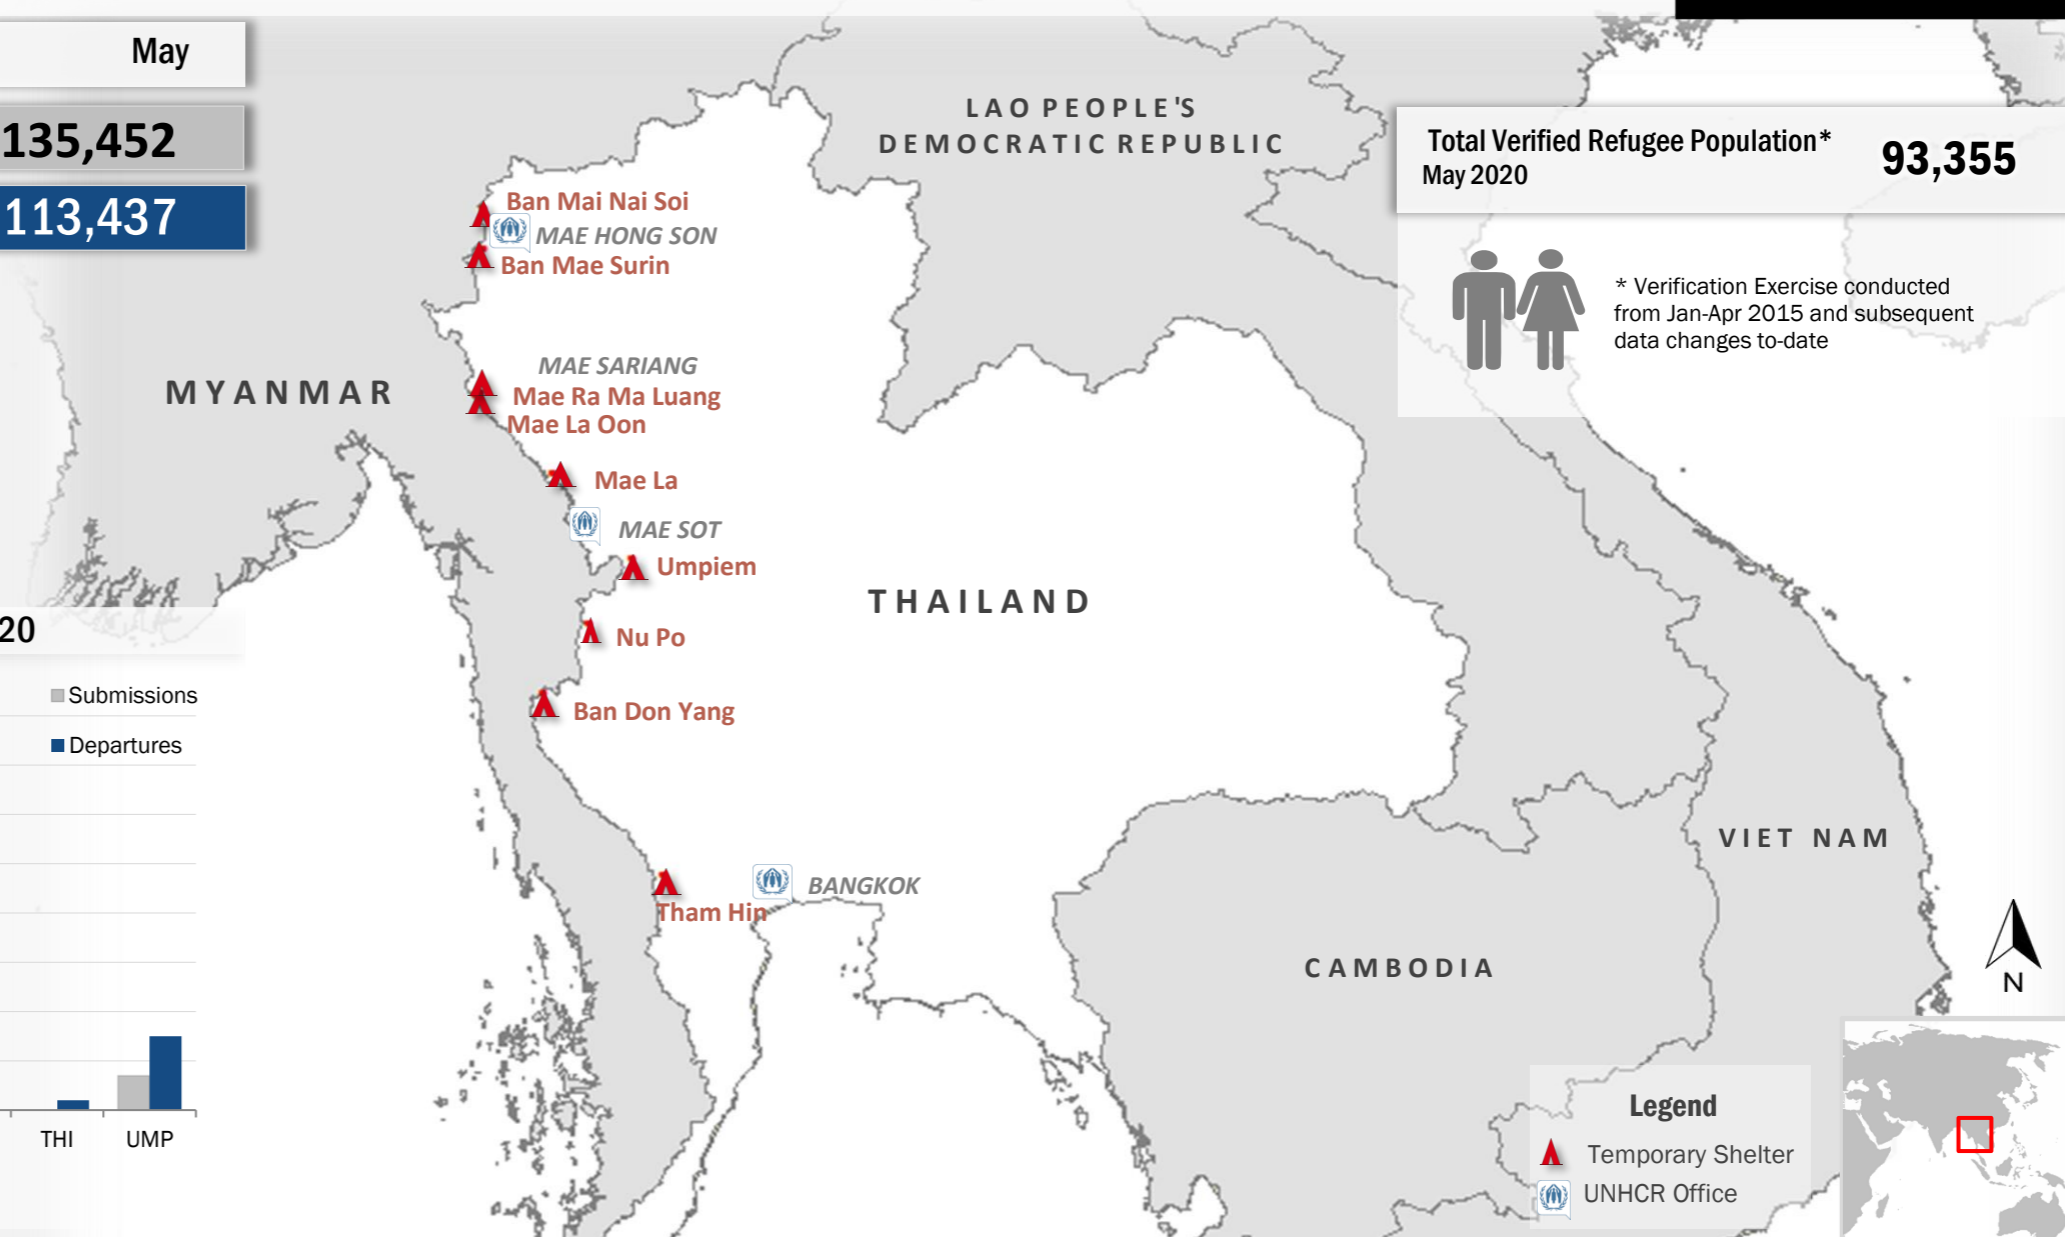 May
135,452
113,437
LAO PEOPLE'S
DEMOCRATIC REPUBLIC
Total Verified Refugee Population*
May 2020
93,355
* Verification Exercise conducted
from Jan-Apr 2015 and subsequent
data changes to-date
Ban Mai Nai Soi
MAE HONG SON
Ban Mae Surin
MYANMAR
MAE SARIANG
Mae Ra Ma Luang
Mae La Oon
Mae La
MAE SOT
Umpiem
THAILAND
Nu Po
Ban Don Yang
20
Submissions
Departures
VIET NAM
BANGKOK
Tham Hin
CAMBODIA
N
THI
UMP
Legend
Temporary Shelter
UNHCR Office